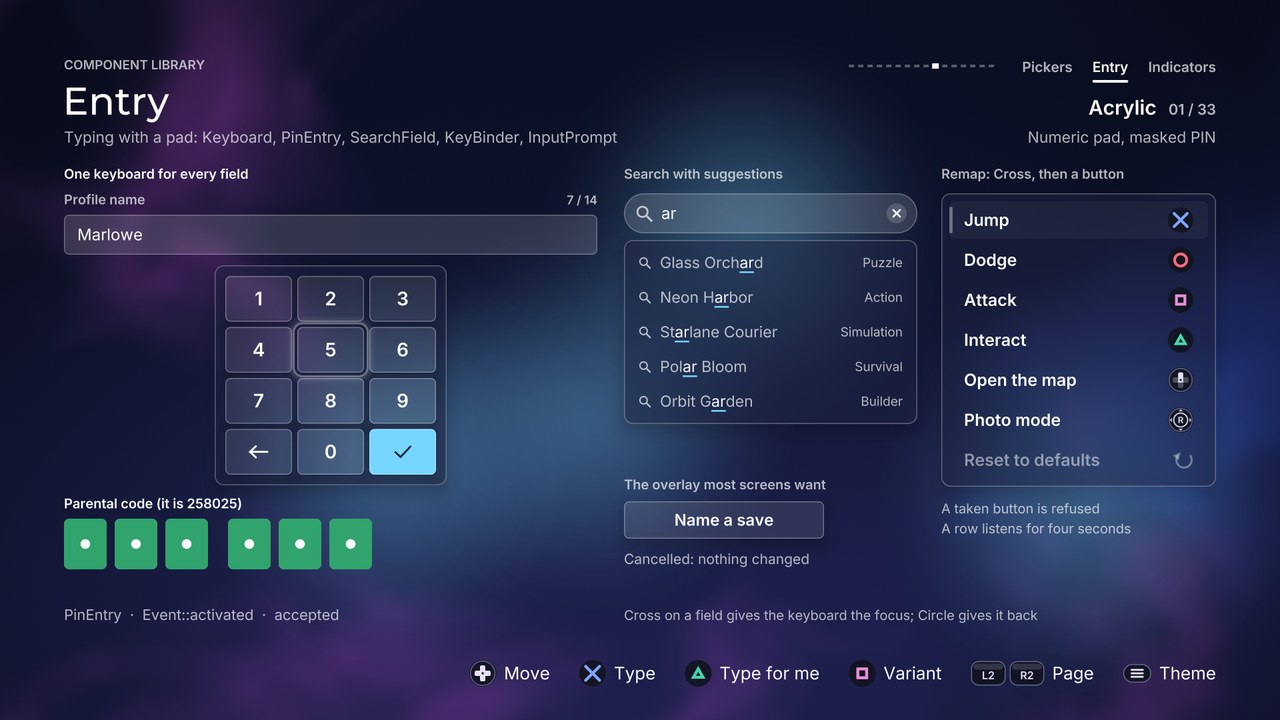 COMPONENT LIBRARY
Entry
Typing with a pad: Keyboard, PinEntry, SearchField, KeyBinder, InputPrompt
Pickers Entry Indicators
Acrylic 01 / 33
Numeric pad, masked PIN
One keyboard for every field
Profile name 7 / 14
Marlowe
1 2 3
4 5 6
7 8 9
0
Parental code (it is 258025)
PinEntry · Event::activated · accepted
Search with suggestions
ar
Glass Orchard Puzzle
Neon Harbor Action
Starlane Courier Simulation
Polar Bloom Survival
Orbit Garden Builder
The overlay most screens want
Name a save
Cancelled: nothing changed
Cross on a field gives the keyboard the focus; Circle gives it back
Remap: Cross, then a button
Jump
Dodge
Attack
Interact
Open the map
Photo mode R
Reset to defaults
A taken button is refused
A row listens for four seconds
Move Type Type for me Variant L2 R2 Page Theme